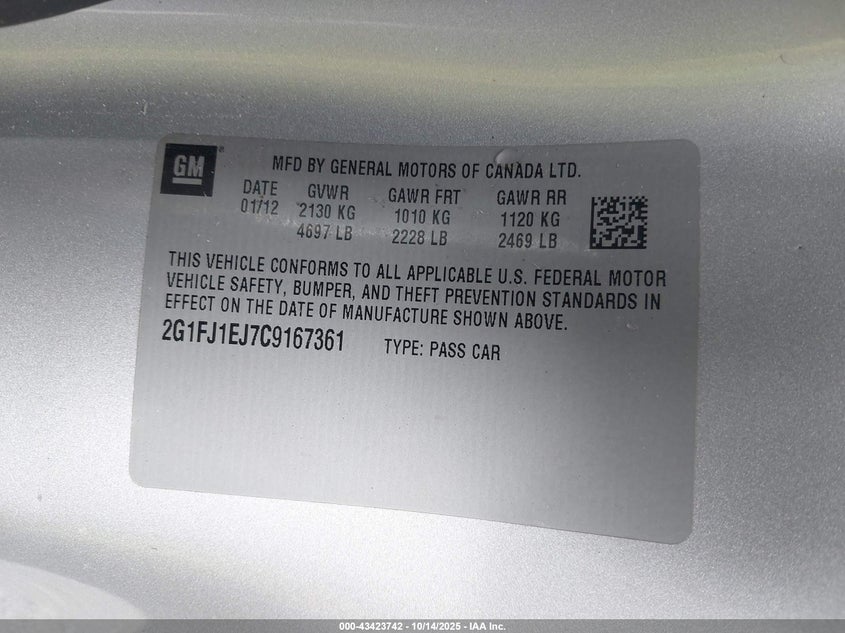 GM
MFD BY GENERAL MOTORS OF CANADA LTD.
DATE GVWR GAWR FRT GAWR RR
01/12 2130 KG 1010 KG 1120 KG
4697 LB 2228 LB 2469 LB
THIS VEHICLE CONFORMS TO ALL APPLICABLE U.S. FEDERAL MOTOR
VEHICLE SAFETY, BUMPER, AND THEFT PREVENTION STANDARDS IN
EFFECT ON THE DATE OF MANUFACTURE SHOWN ABOVE.
2G1FJ1EJ7C9167361 TYPE: PASS CAR
000-43423742 - 10/14/2025 - IAA Inc.